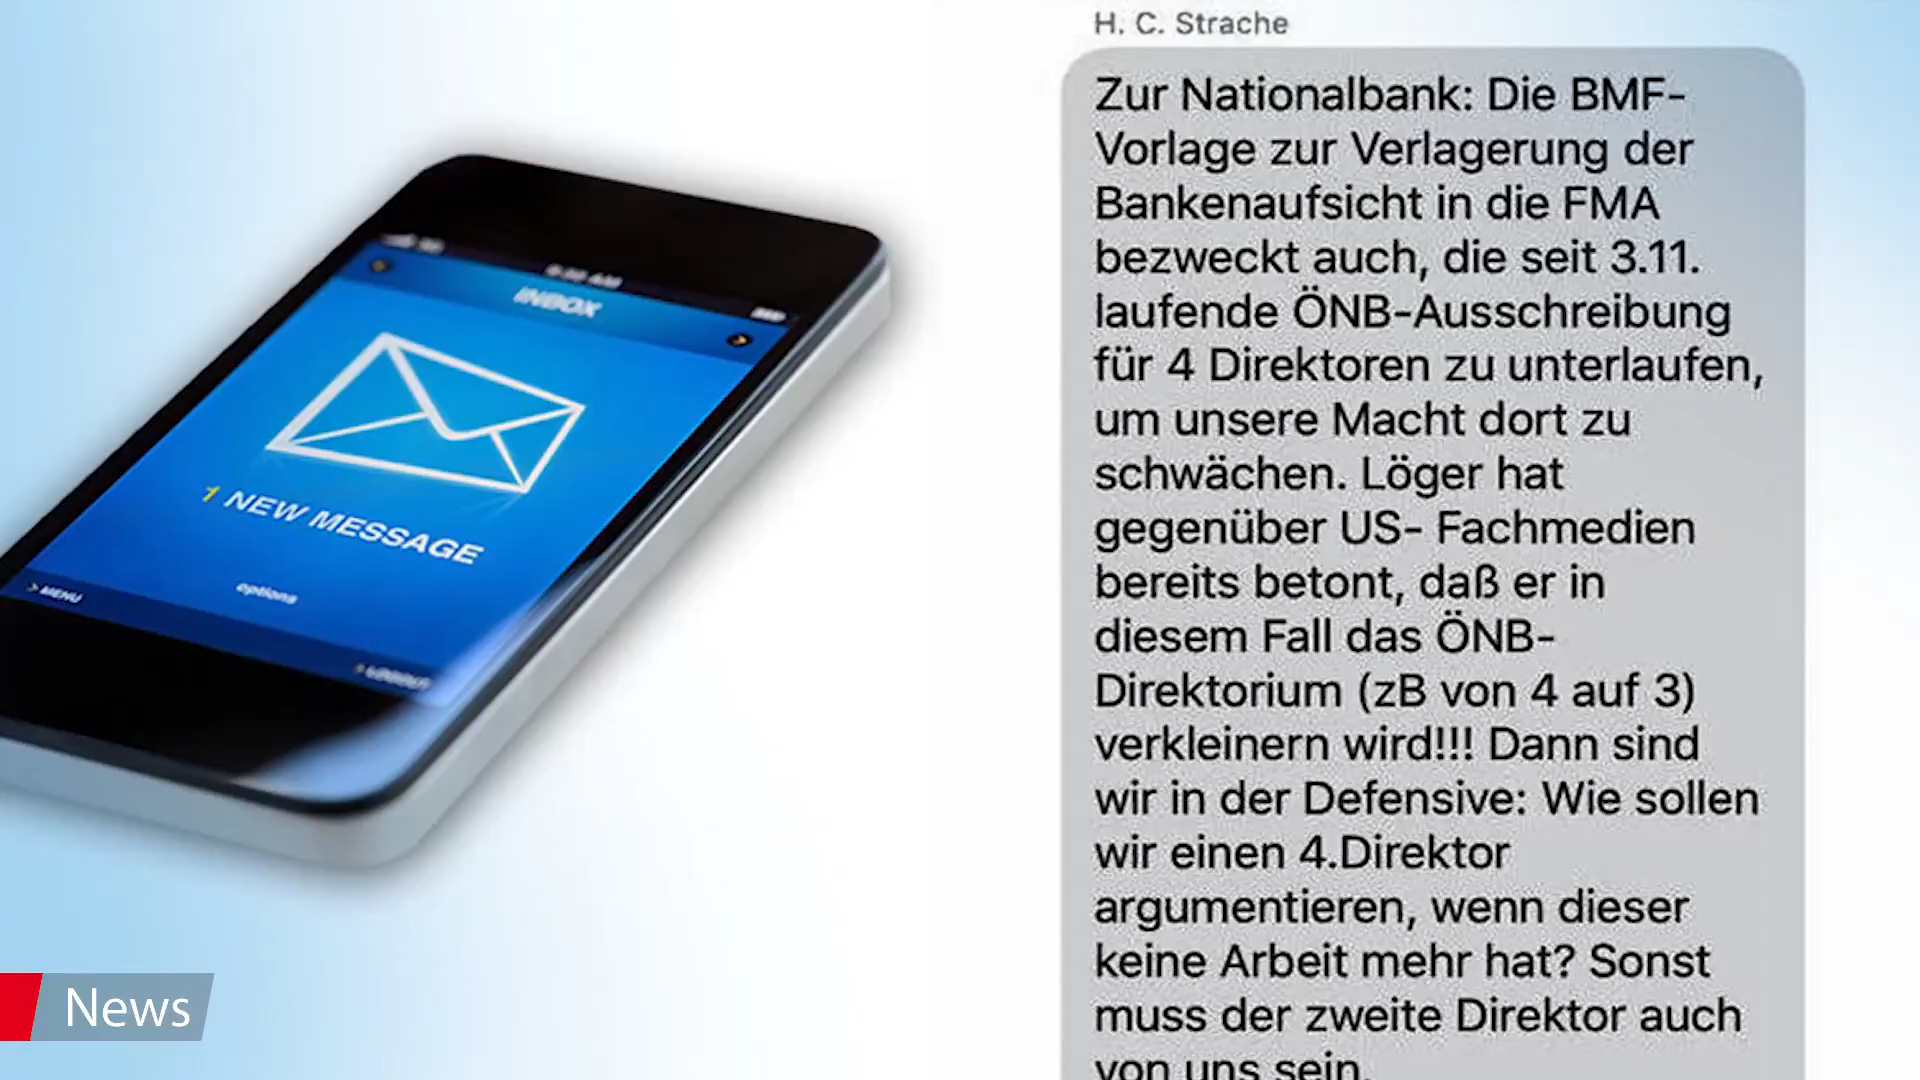 H. C. Strache
Zur Nationalbank: Die BMF-
Vorlage zur Verlagerung der
Bankenaufsicht in die FMA
bezweckt auch, die seit 3.11.
laufende ÖNB-Ausschreibung
für 4 Direktoren zu unterlaufen,
um unsere Macht dort zu
schwächen. Löger hat
gegenüber US- Fachmedien
bereits betont, daß er in
diesem Fall das ÖNB-
Direktorium (zB von 4 auf 3)
verkleinern wird!!! Dann sind
wir in der Defensive: Wie sollen
wir einen 4.Direktor
argumentieren, wenn dieser
keine Arbeit mehr hat? Sonst
muss der zweite Direktor auch
von uns sein.
INBOX
1 NEW MESSAGE
options
> MENU
> LOGOUT
News